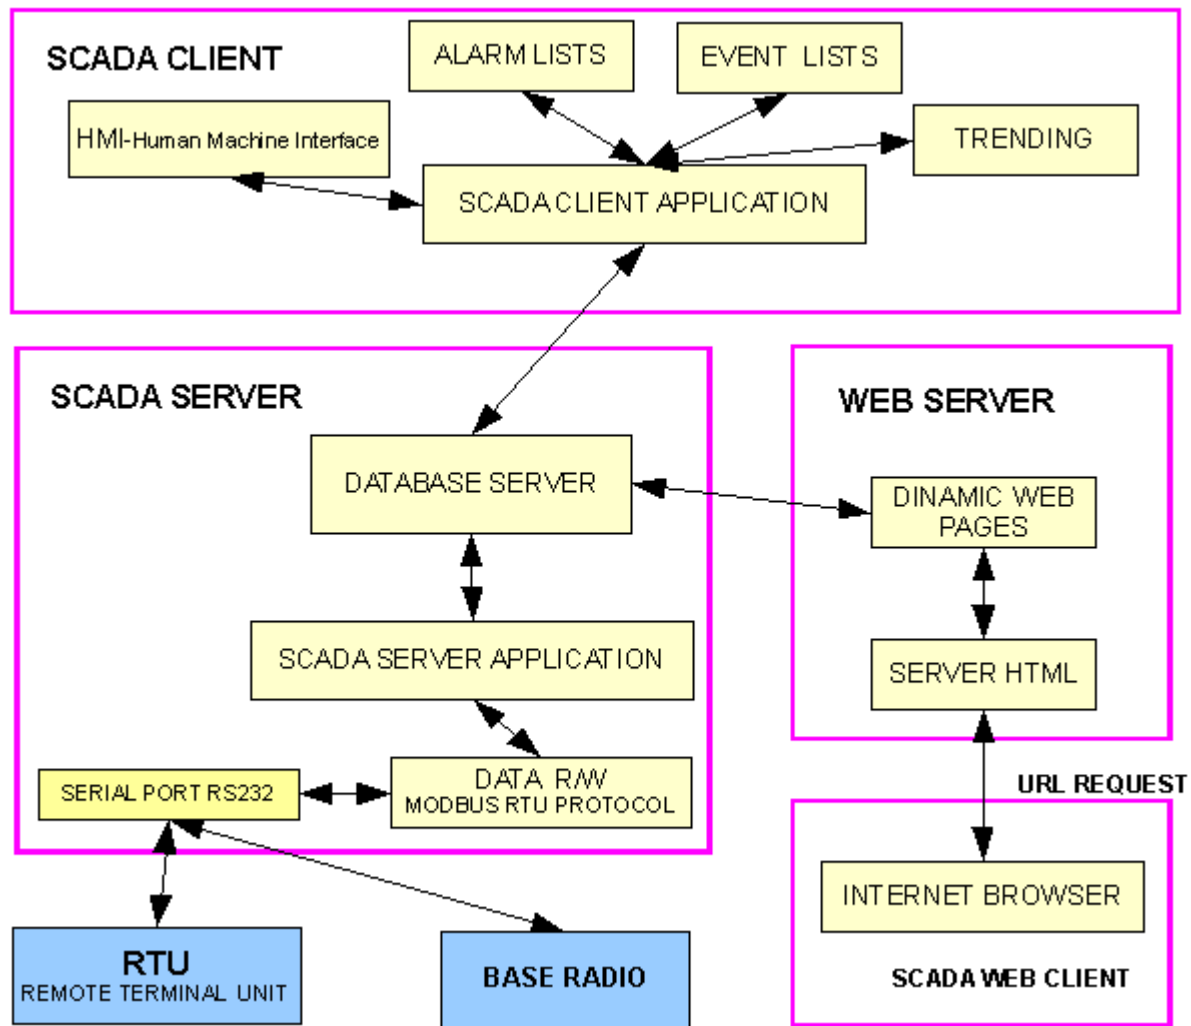 SCADA CLIENT
ALARM LISTS
EVENT LISTS
HMI-Human Machine Interface
TRENDING
SCADA CLIENT APPLICATION
SCADA SERVER
DATABASE SERVER
SCADA SERVER APPLICATION
SERIAL PORT RS232
DATA R/W
MODBUS RTU PROTOCOL
RTU
REMOTE TERMINAL UNIT
BASE RADIO
WEB SERVER
DINAMIC WEB
PAGES
SERVER HTML
URL REQUEST
INTERNET BROWSER
SCADA WEB CLIENT